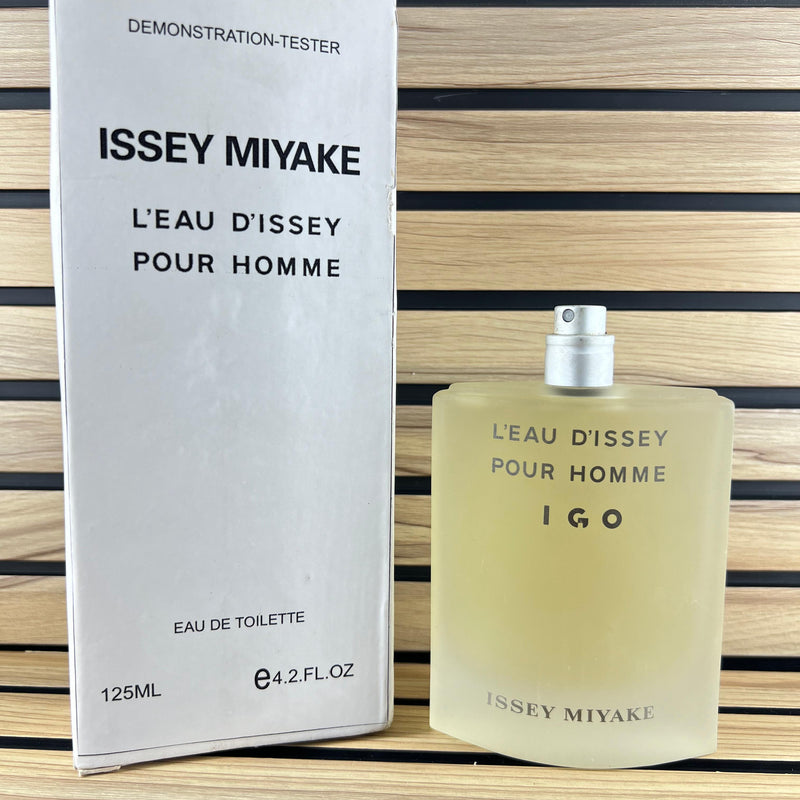 DEMONSTRATION-TESTER
ISSEY MIYAKE
L'EAU D'ISSEY
POUR HOMME
EAU DE TOILETTE
125ML
e4.2.FL.OZ
L'EAU D'ISSEY
POUR HOMME
IGO
ISSEY MIYAKE